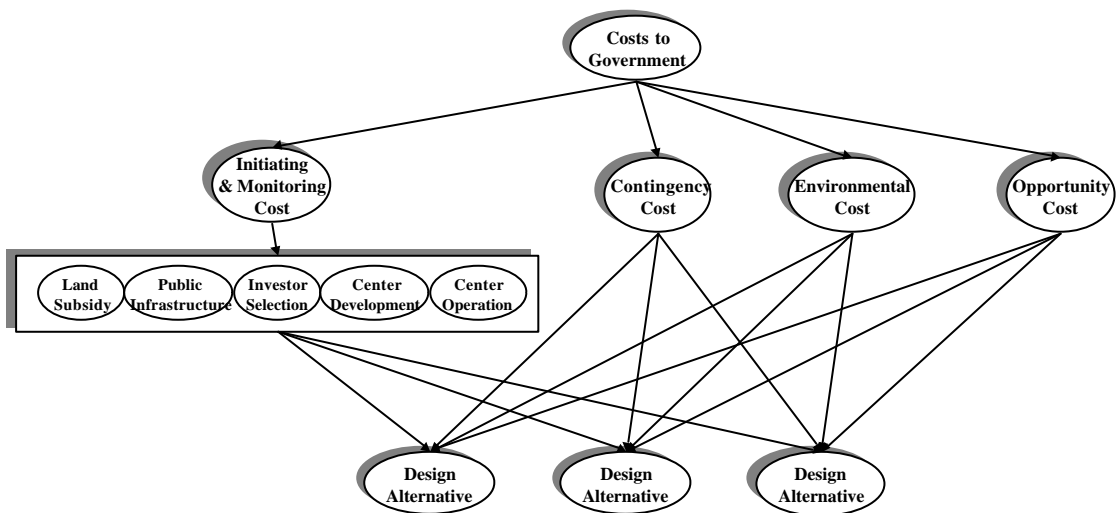 Costs to
Government
Initiating
& Monitoring
Cost
Contingency
Cost
Environmental
Cost
Opportunity
Cost
Land
Subsidy
Public
Infrastructure
Investor
Selection
Center
Development
Center
Operation
Design
Alternative
Design
Alternative
Design
Alternative